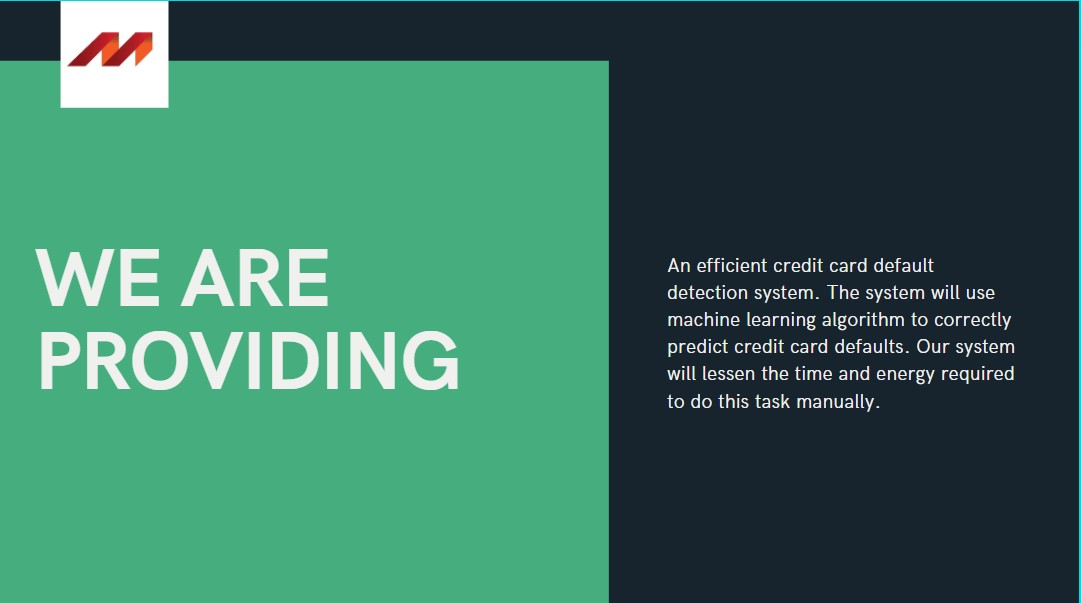 WE ARE
PROVIDING
An efficient credit card default
detection system. The system will use
machine learning algorithm to correctly
predict credit card defaults. Our system
will lessen the time and energy required
to do this task manually.